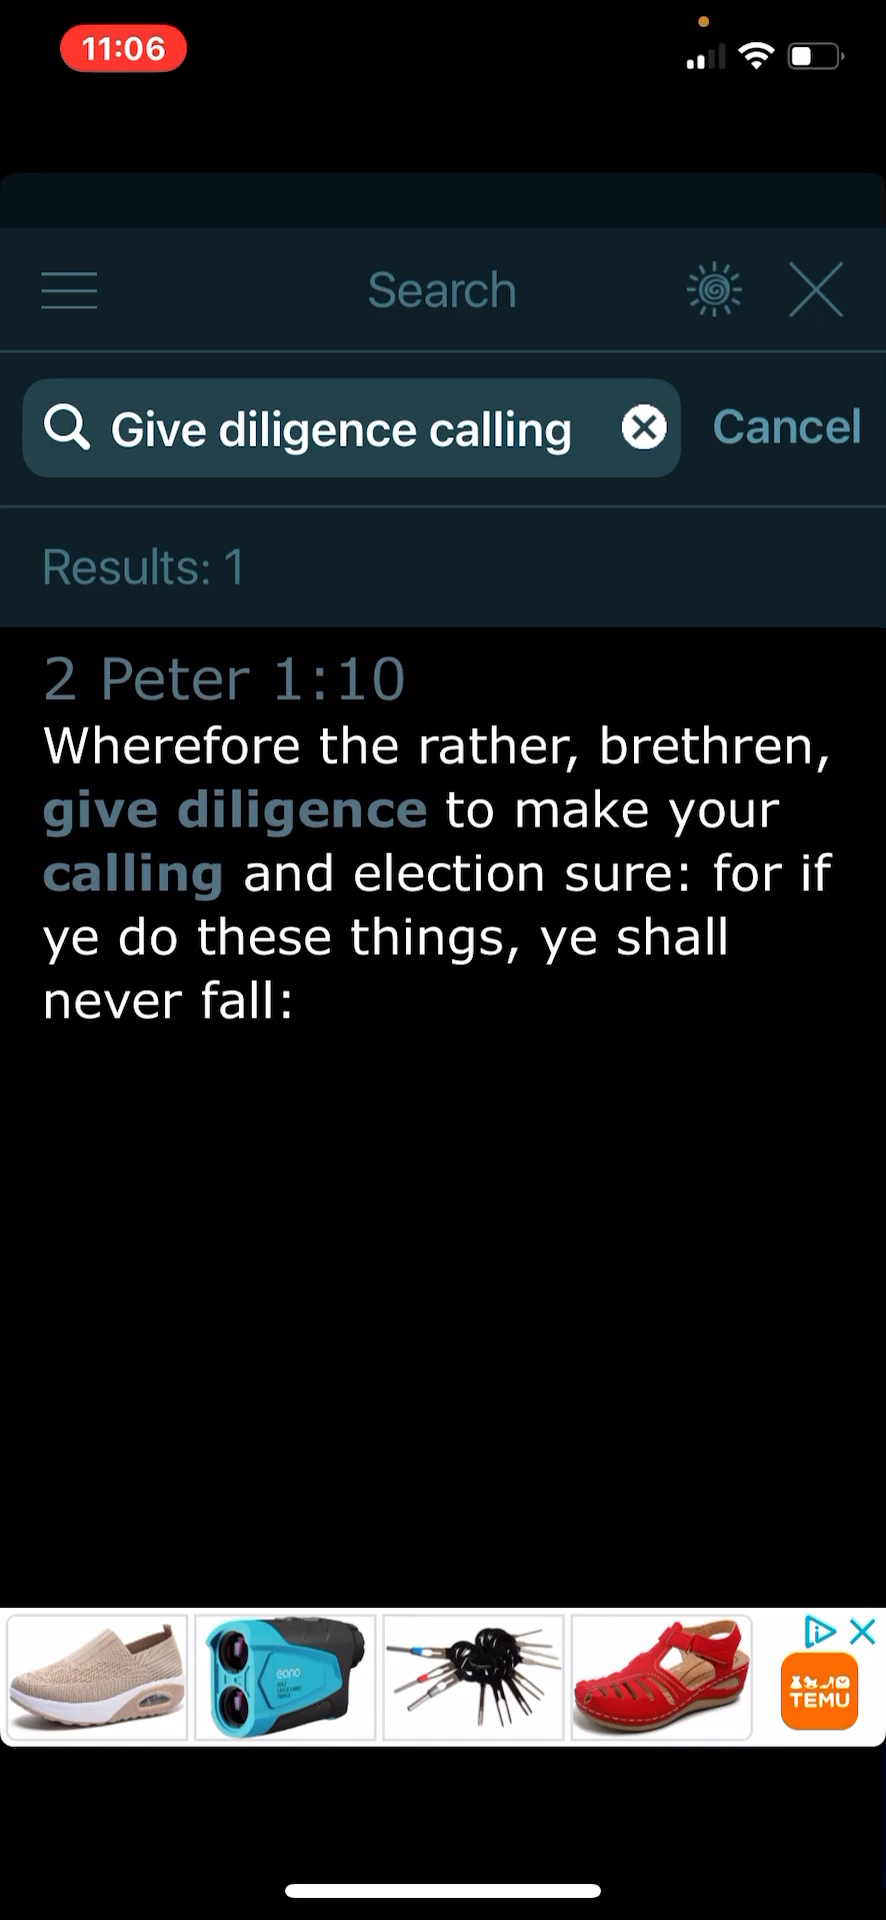 11:06
Search
Give diligence calling
Cancel
Results: 1
2 Peter 1:10
Wherefore the rather, brethren,
give diligence to make your
calling and election sure: for if
ye do these things, ye shall
never fall:
eono
TEMU